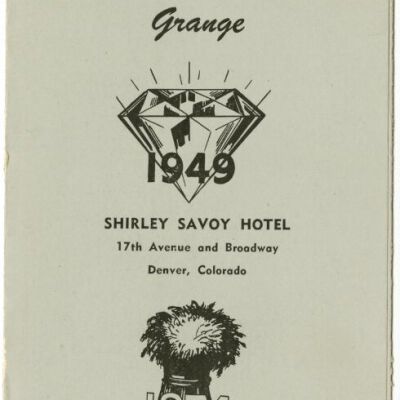 Grange
1949
SHIRLEY SAVOY HOTEL
17th Avenue and Broadway
Denver, Colorado